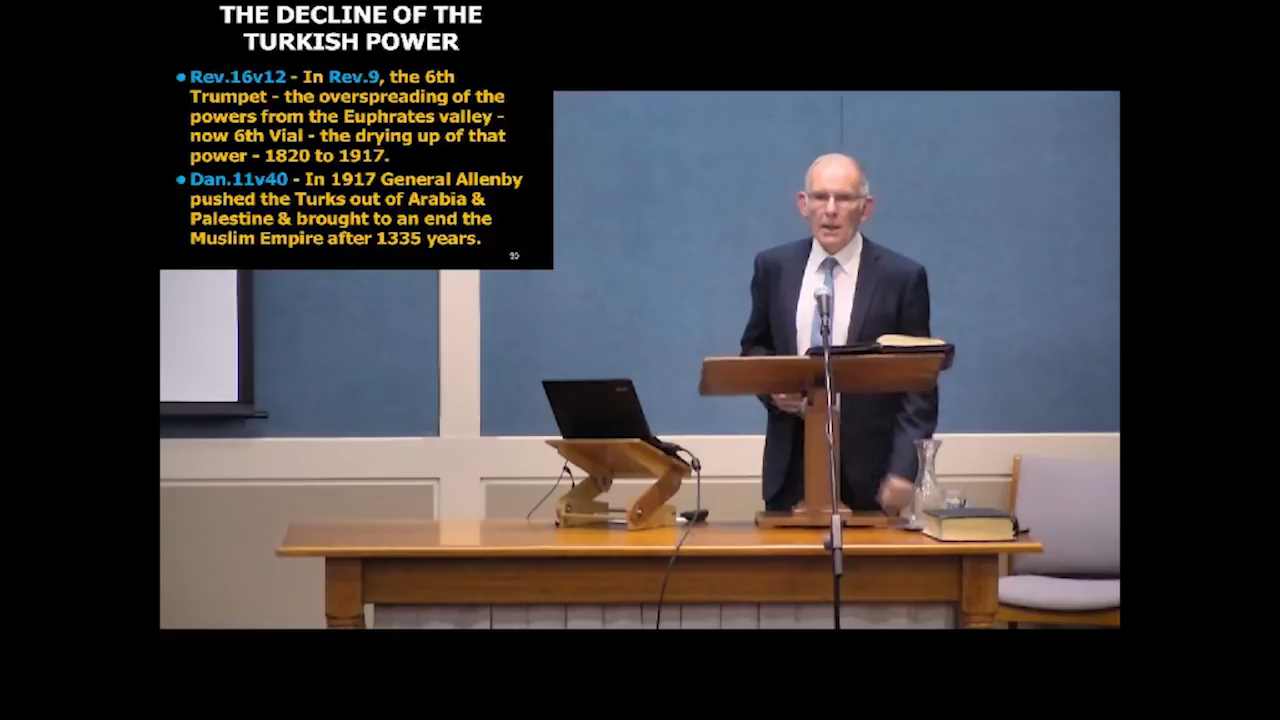 THE DECLINE OF THE
TURKISH POWER
• Rev.16v12 - In Rev.9, the 6th
Trumpet - the overspreading of the
powers from the Euphrates valley -
now 6th Vial - the drying up of that
power - 1820 to 1917.
• Dan.11v40 - In 1917 General Allenby
pushed the Turks out of Arabia &
Palestine & brought to an end the
Muslim Empire after 1335 years.